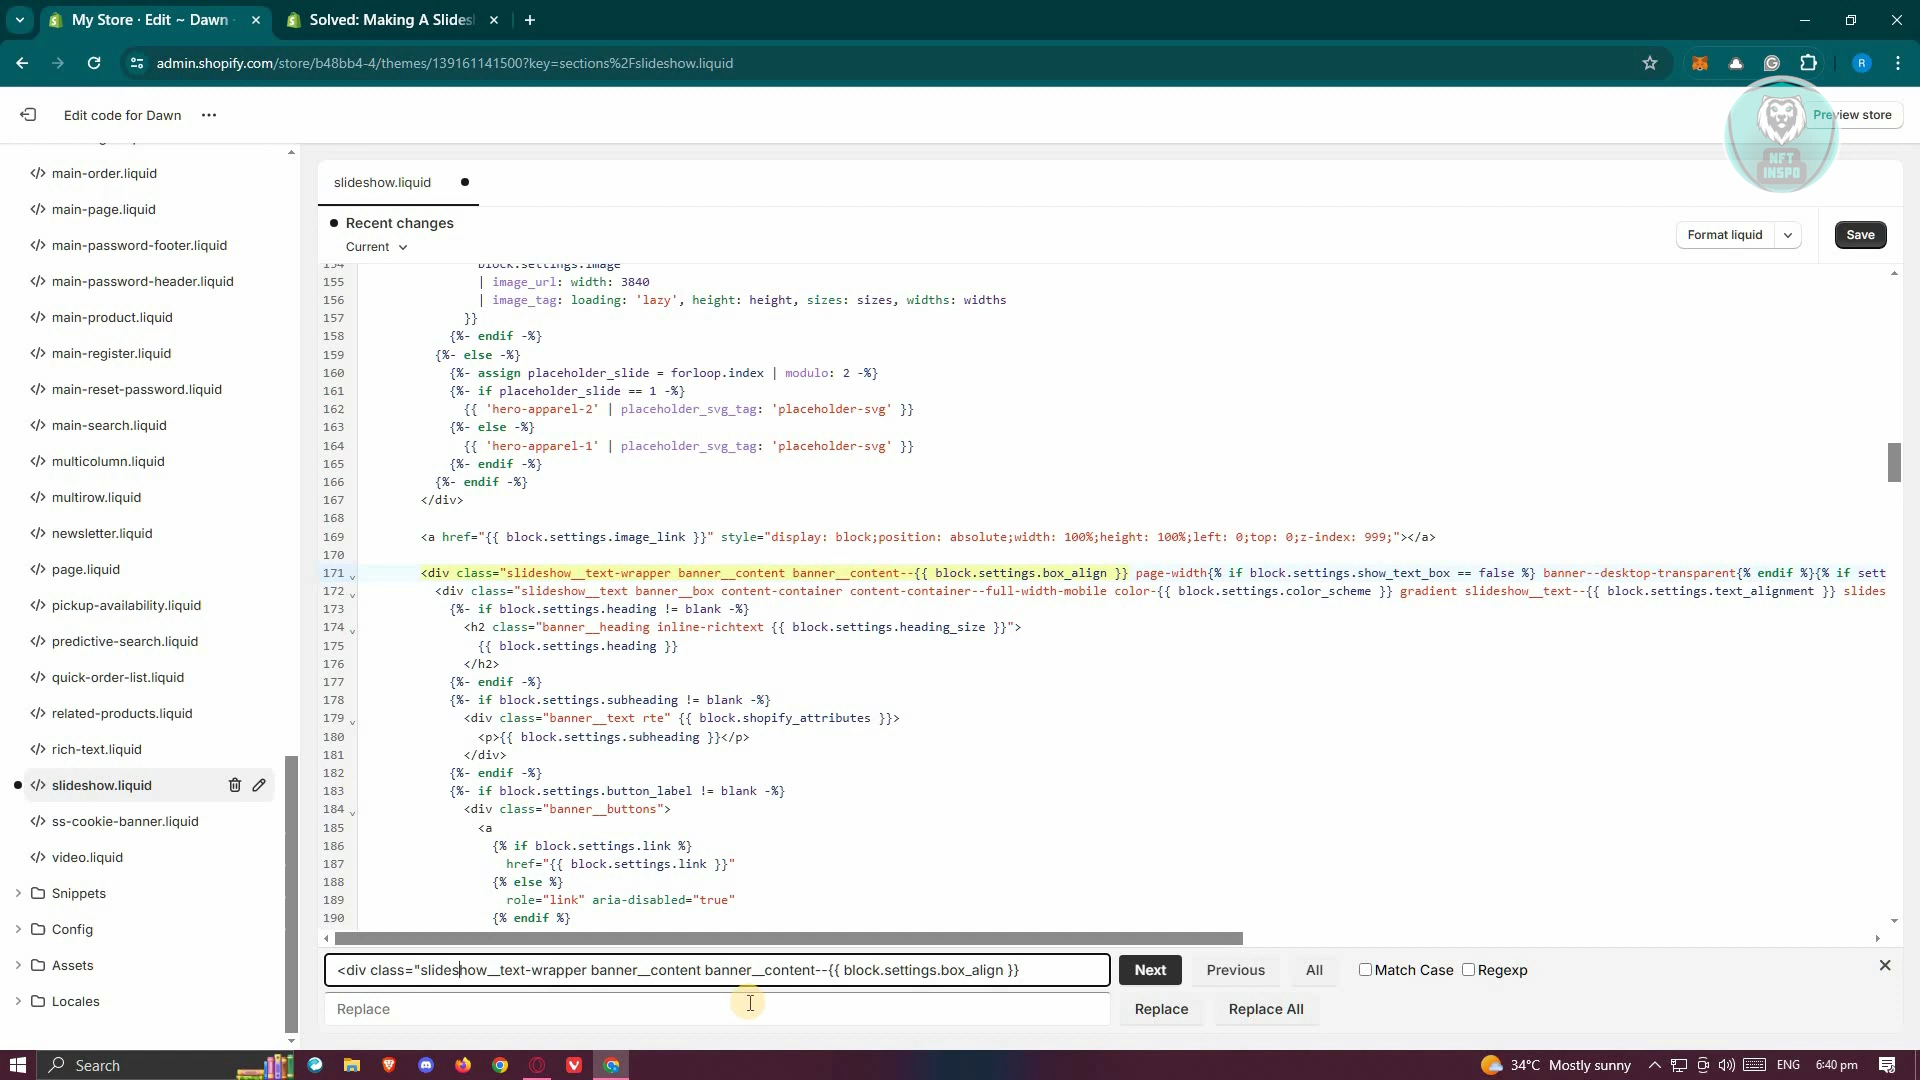 My Store · Edit ~ Dawn
Solved: Making A Slides
admin.shopify.com/store/b48bb4-4/themes/139161141500?key=sections%2Fslideshow.liquid
R
Edit code for Dawn
Preview store
NFT
INSPO
main-order.liquid
main-page.liquid
main-password-footer.liquid
main-password-header.liquid
main-product.liquid
main-register.liquid
main-reset-password.liquid
main-search.liquid
multicolumn.liquid
multirow.liquid
newsletter.liquid
page.liquid
pickup-availability.liquid
predictive-search.liquid
quick-order-list.liquid
related-products.liquid
rich-text.liquid
slideshow.liquid
ss-cookie-banner.liquid
video.liquid
Snippets
Config
Assets
Locales
slideshow.liquid
Recent changes
Current
Format liquid
Save
154 block.settings.image
155 | image_url: width: 3840
156 | image_tag: loading: 'lazy', height: height, sizes: sizes, widths: widths
157 }}
158 {%- endif -%}
159 {%- else -%}
160 {%- assign placeholder_slide = forloop.index | modulo: 2 -%}
161 {%- if placeholder_slide == 1 -%}
162 {{ 'hero-apparel-2' | placeholder_svg_tag: 'placeholder-svg' }}
163 {%- else -%}
164 {{ 'hero-apparel-1' | placeholder_svg_tag: 'placeholder-svg' }}
165 {%- endif -%}
166 {%- endif -%}
167 </div>
168
169 <a href="{{ block.settings.image_link }}" style="display: block;position: absolute;width: 100%;height: 100%;left: 0;top: 0;z-index: 999;"></a>
170
171 <div class="slideshow__text-wrapper banner__content banner__content--{{ block.settings.box_align }} page-width{% if block.settings.show_text_box == false %} banner--desktop-transparent{% endif %}{% if sett
172 <div class="slideshow__text banner__box content-container content-container--full-width-mobile color-{{ block.settings.color_scheme }} gradient slideshow__text--{{ block.settings.text_alignment }} slides
173 {%- if block.settings.heading != blank -%}
174 <h2 class="banner__heading inline-richtext {{ block.settings.heading_size }}">
175 {{ block.settings.heading }}
176 </h2>
177 {%- endif -%}
178 {%- if block.settings.subheading != blank -%}
179 <div class="banner__text rte" {{ block.shopify_attributes }}>
180 <p>{{ block.settings.subheading }}</p>
181 </div>
182 {%- endif -%}
183 {%- if block.settings.button_label != blank -%}
184 <div class="banner__buttons">
185 <a
186 {% if block.settings.link %}
187 href="{{ block.settings.link }}"
188 {% else %}
189 role="link" aria-disabled="true"
190 {% endif %}
<div class="slideshow__text-wrapper banner__content banner__content--{{ block.settings.box_align }}
Next
Previous
All
Match Case
Regexp
Replace
Replace
Replace All
Search
34°C Mostly sunny
ENG
6:40 pm